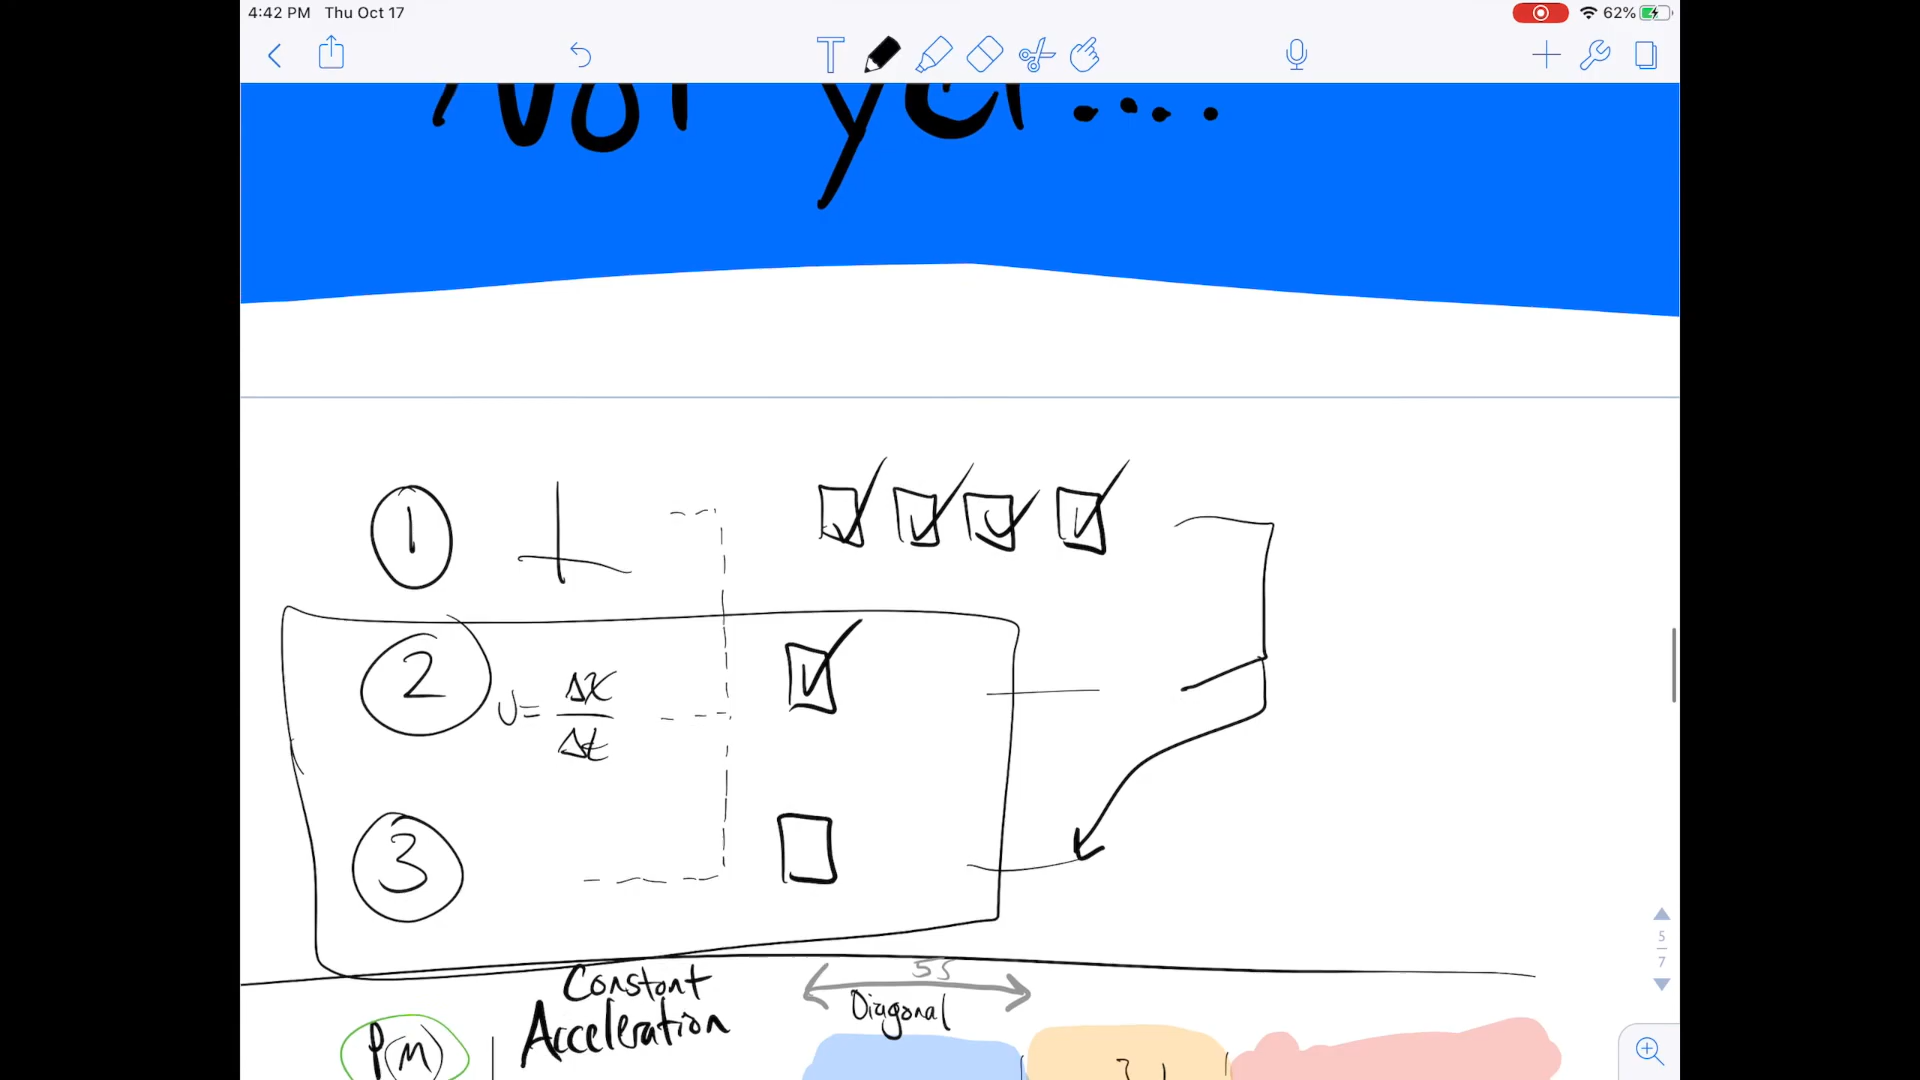 4:42 PM Thu Oct 17 62%
T
Not yet....
1
2 v = Δx / Δt
3
5
7
Constant
Acceleration
5s
Diagonal
P(M)